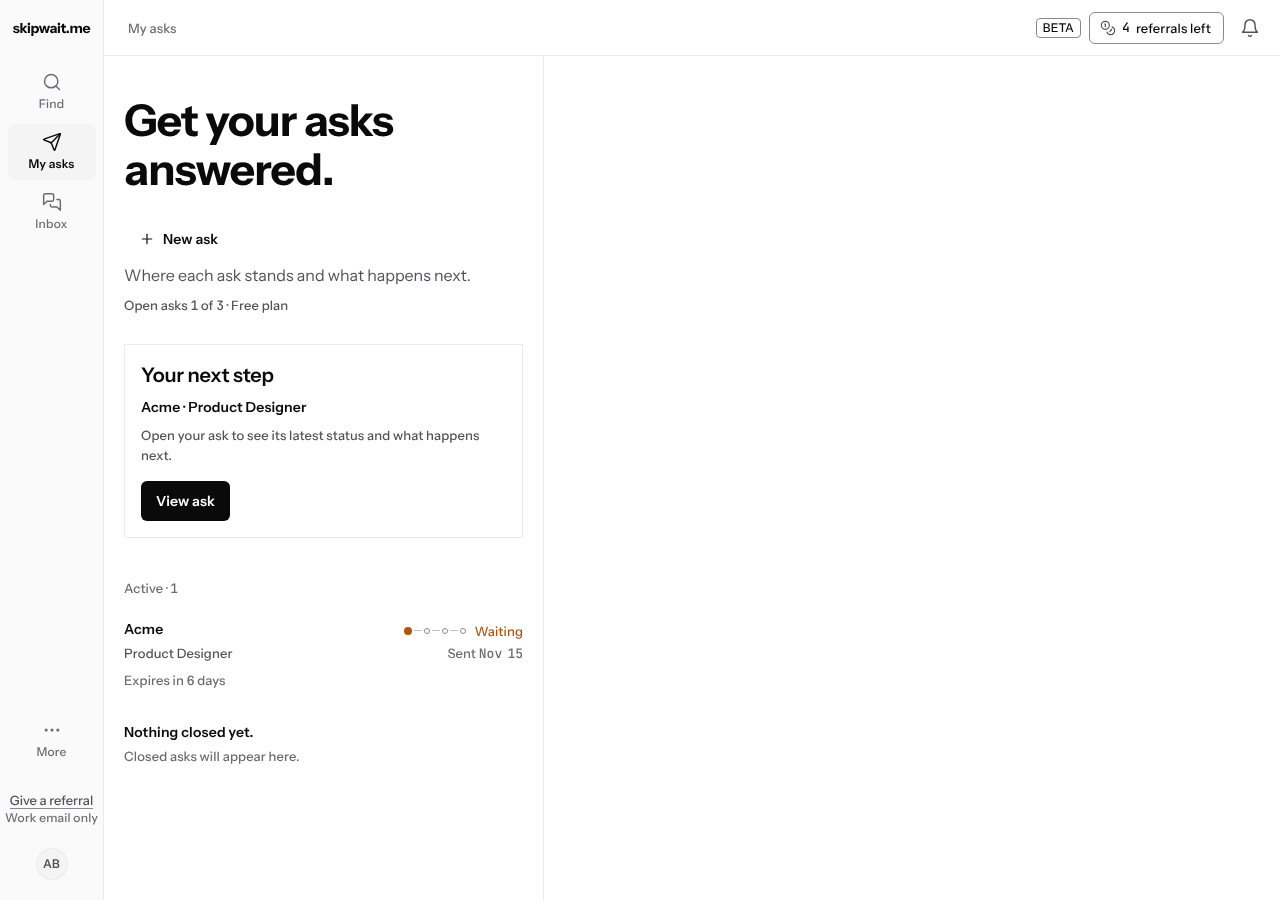 skipwait.me
My asks
BETA
4 referrals left
Find
My asks
Inbox
More
Give a referral
Work email only
AB
Get your asks
answered.
New ask
Where each ask stands and what happens next.
Open asks 1 of 3 · Free plan
Your next step
Acme · Product Designer
Open your ask to see its latest status and what happens
next.
View ask
Active · 1
Acme
Waiting
Product Designer
Sent Nov 15
Expires in 6 days
Nothing closed yet.
Closed asks will appear here.